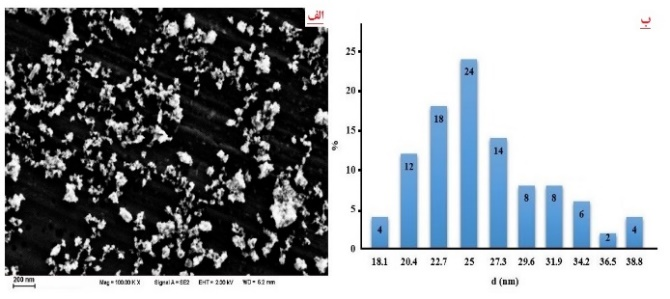 الف
200 nm
Mag = 100.00 K X Signal A = SE2 EHT = 2.00 kV WD = 6.2 mm
ب
25
20
15
10
5
0
%
4
12
18
24
14
8
8
6
2
4
18.1 20.4 22.7 25 27.3 29.6 31.9 34.2 36.5 38.8
d (nm)